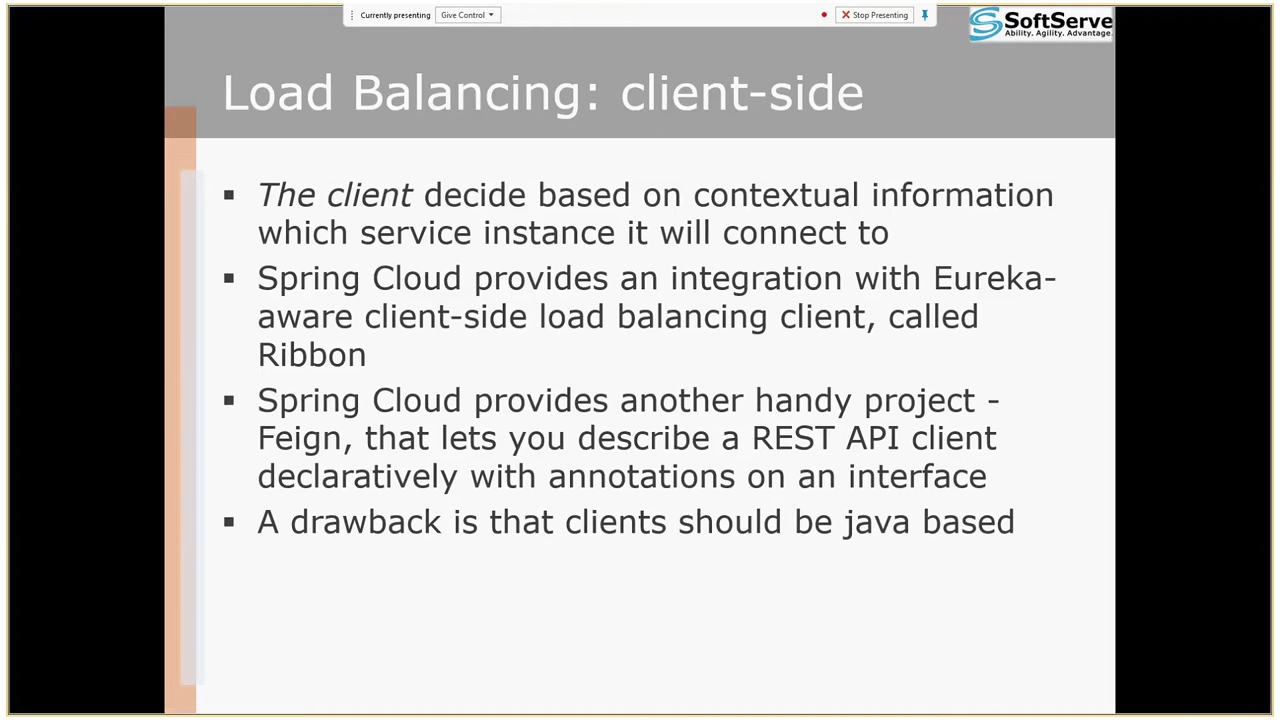 Currently presenting
Give Control
Stop Presenting
SoftServe
Ability. Agility. Advantage.
Load Balancing: client-side
▪ The client decide based on contextual information
which service instance it will connect to
▪ Spring Cloud provides an integration with Eureka-
aware client-side load balancing client, called
Ribbon
▪ Spring Cloud provides another handy project -
Feign, that lets you describe a REST API client
declaratively with annotations on an interface
▪ A drawback is that clients should be java based